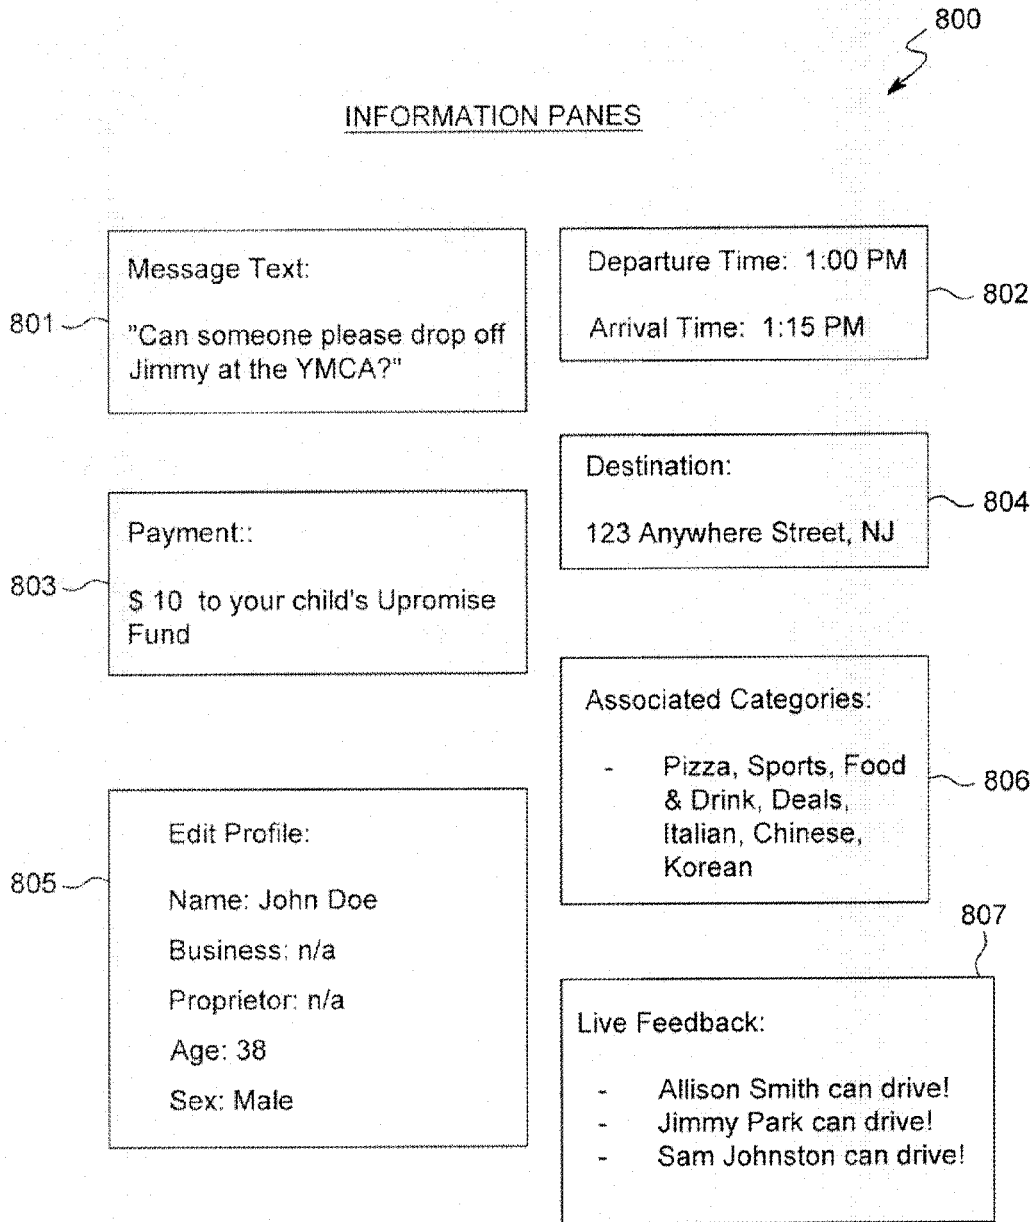 800
INFORMATION PANES
801
Message Text:
"Can someone please drop off
Jimmy at the YMCA?"
802
Departure Time: 1:00 PM
Arrival Time: 1:15 PM
803
Payment::
$ 10 to your child's Upromise
Fund
804
Destination:
123 Anywhere Street, NJ
805
Edit Profile:
Name: John Doe
Business: n/a
Proprietor: n/a
Age: 38
Sex: Male
806
Associated Categories:
- Pizza, Sports, Food
& Drink, Deals,
Italian, Chinese,
Korean
807
Live Feedback:
- Allison Smith can drive!
- Jimmy Park can drive!
- Sam Johnston can drive!